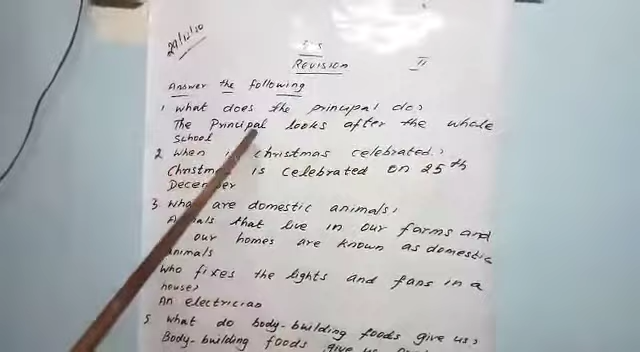 29/12/20
Revision II
Answer the following
1 What does the principal do?
The Principal looks after the whole
school
2. When is christmas celebrated?
Christmas is celebrated on 25th
December
3 What are domestic animals?
Animals that live in our farms and
our homes are known as domestic
animals
Who fixes the lights and fans in a
house?
An electrician
5. What do body-building foods give us?
Body-building foods give us